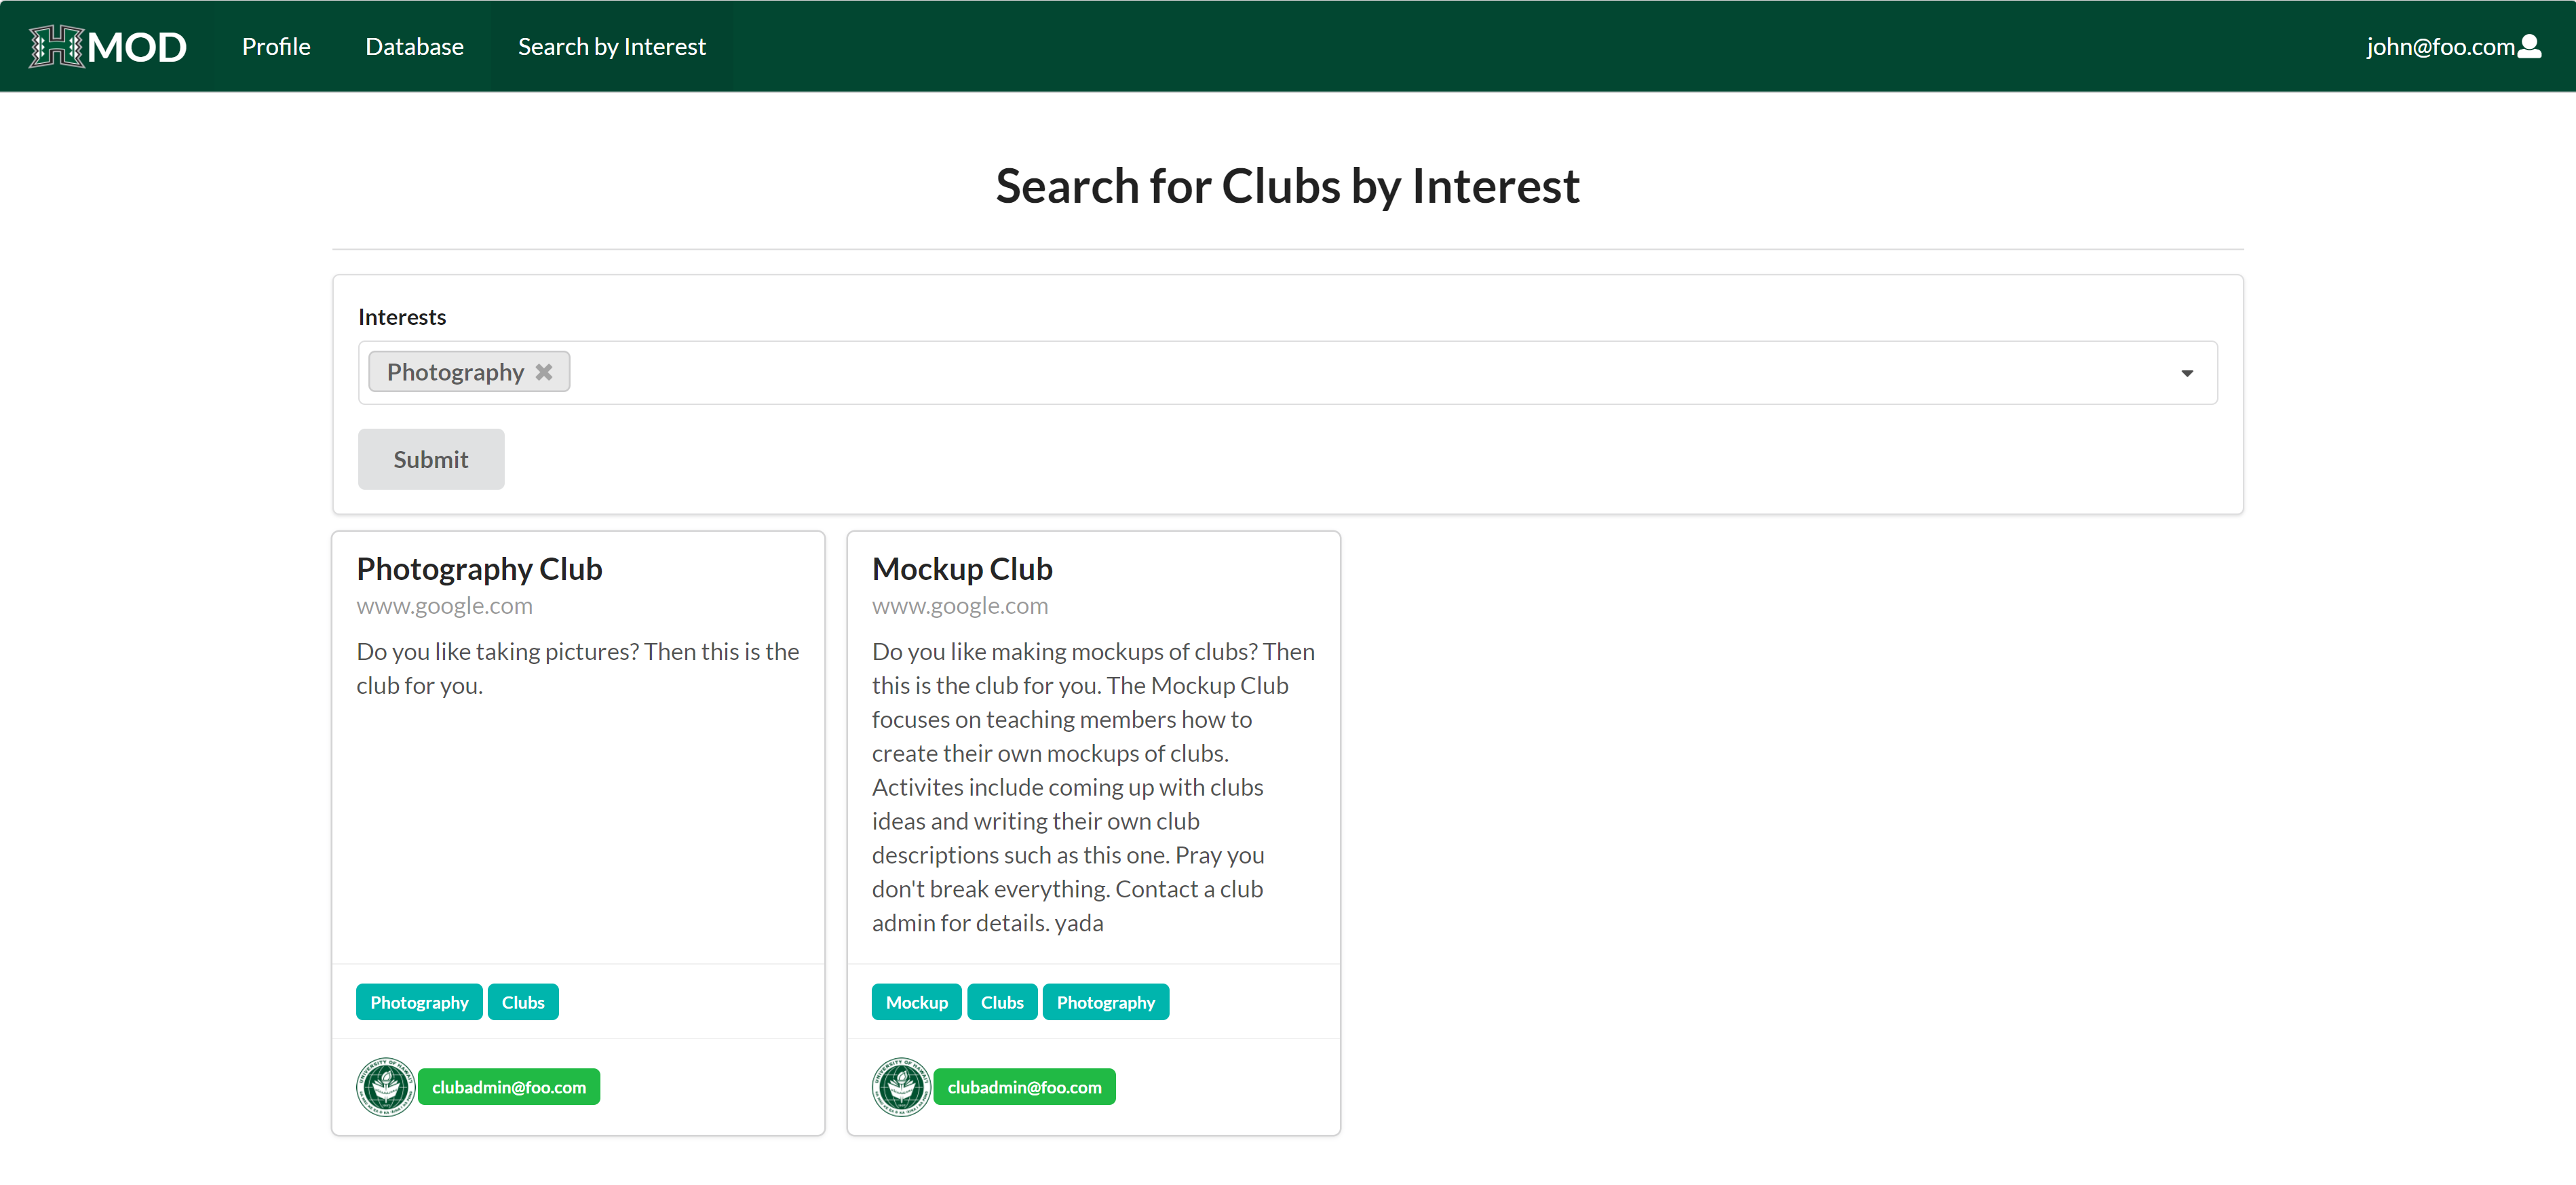 MOD Profile Database Search by Interest john@foo.com
Search for Clubs by Interest
Interests
Photography
Submit
Photography Club
www.google.com
Do you like taking pictures? Then this is the
club for you.
Photography Clubs
clubadmin@foo.com
Mockup Club
www.google.com
Do you like making mockups of clubs? Then
this is the club for you. The Mockup Club
focuses on teaching members how to
create their own mockups of clubs.
Activites include coming up with clubs
ideas and writing their own club
descriptions such as this one. Pray you
don't break everything. Contact a club
admin for details. yada
Mockup Clubs Photography
clubadmin@foo.com